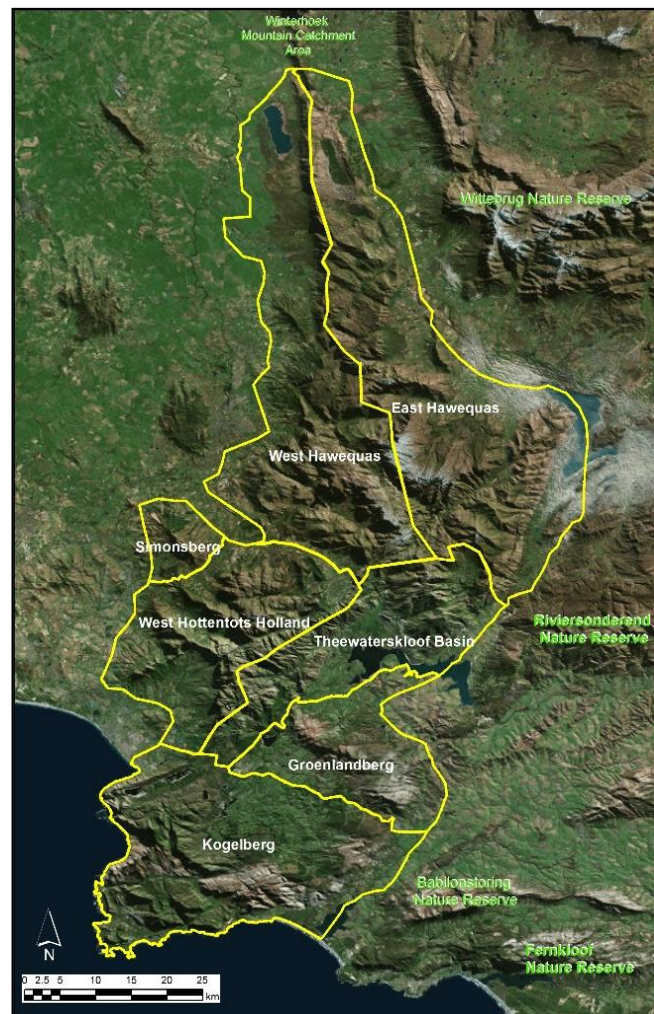 Winterhoek
Mountain Catchment
Area
Wittebrug Nature Reserve
East Hawequas
West Hawequas
Simonsberg
West Hottentots Holland
Riviersonderend
Nature Reserve
Theewaterskloof Basin
Groenlandberg
Kogelberg
Babilonstoring
Nature Reserve
Fernkloof
Nature Reserve
N
0 2.5 5 10 15 20 25
km